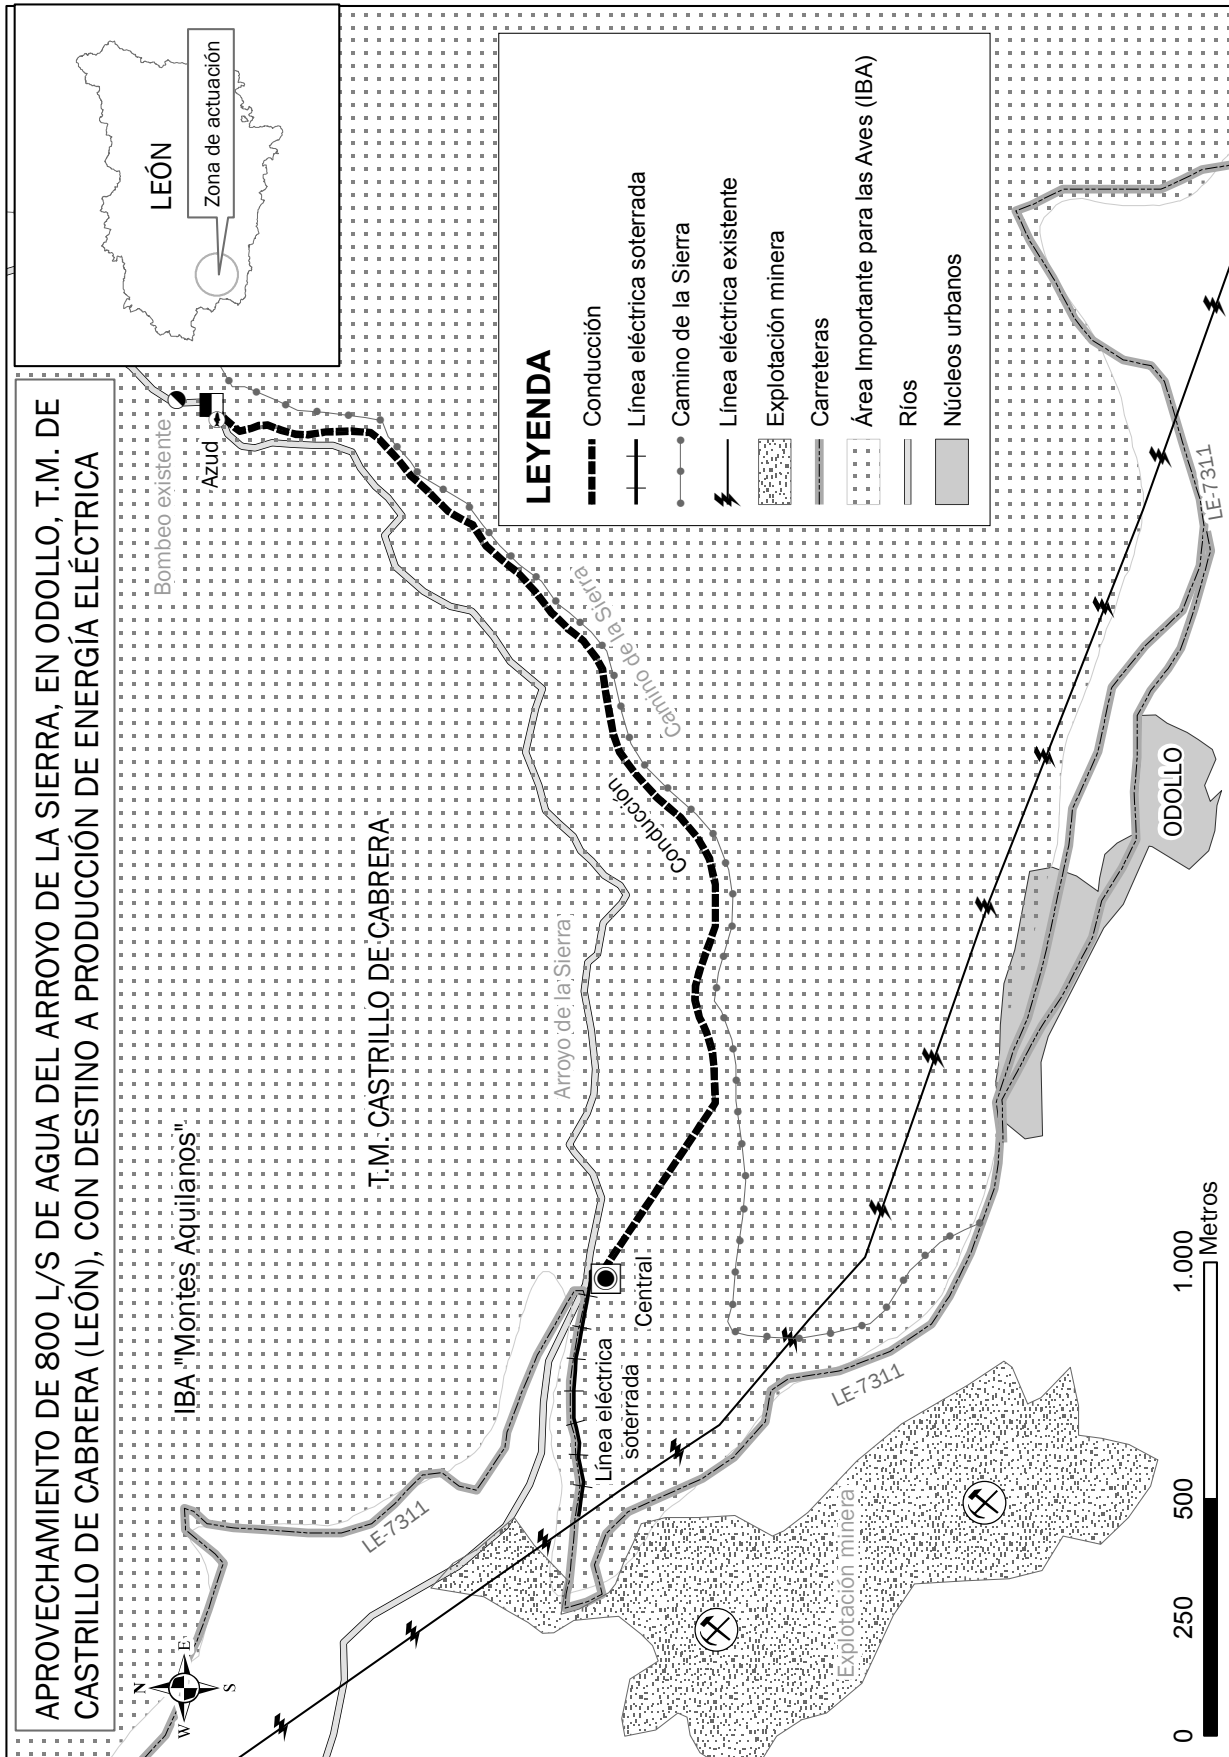 APROVECHAMIENTO DE 800 L/S DE AGUA DEL ARROYO DE LA SIERRA, EN ODOLLO, T.M. DE
CASTRILLO DE CABRERA (LEÓN), CON DESTINO A PRODUCCIÓN DE ENERGÍA ELÉCTRICA
LEÓN
Zona de actuación
N
W
E
S
IBA "Montes Aquilanos"
Bombeo existente
Azud
T.M. CASTRILLO DE CABRERA
LE-7311
Arroyo de la Sierra
Camino de la Sierra
Conducción
Central
Línea eléctrica
soterrada
LE-7311
Explotación minera
ODOLLO
LE-7311
LEYENDA
Conducción
Línea eléctrica soterrada
Camino de la Sierra
Línea eléctrica existente
Explotación minera
Carreteras
Área Importante para las Aves (IBA)
Ríos
Núcleos urbanos
0
250
500
1.000
Metros